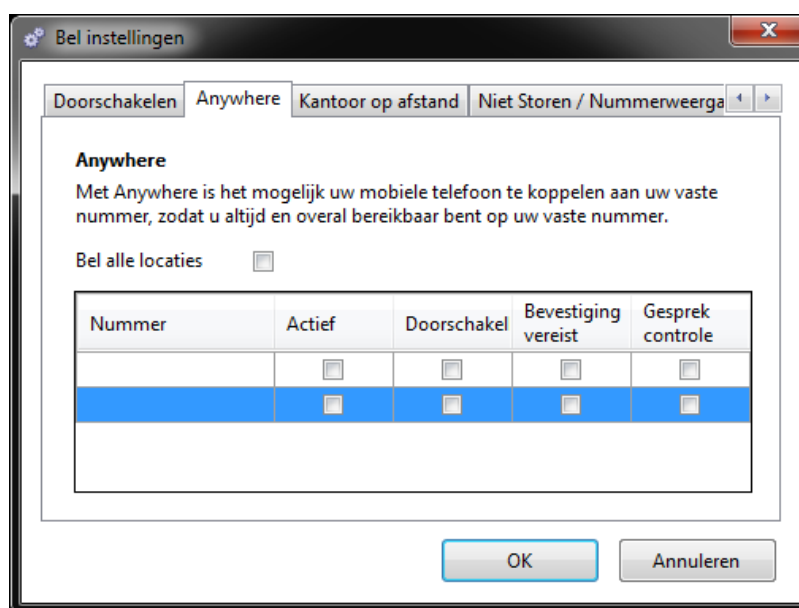 Bel instellingen
Doorschakelen Anywhere Kantoor op afstand Niet Storen / Nummerweerga
Anywhere
Met Anywhere is het mogelijk uw mobiele telefoon te koppelen aan uw vaste
nummer, zodat u altijd en overal bereikbaar bent op uw vaste nummer.
Bel alle locaties
Nummer Actief Doorschakel Bevestiging vereist Gesprek controle
OK Annuleren